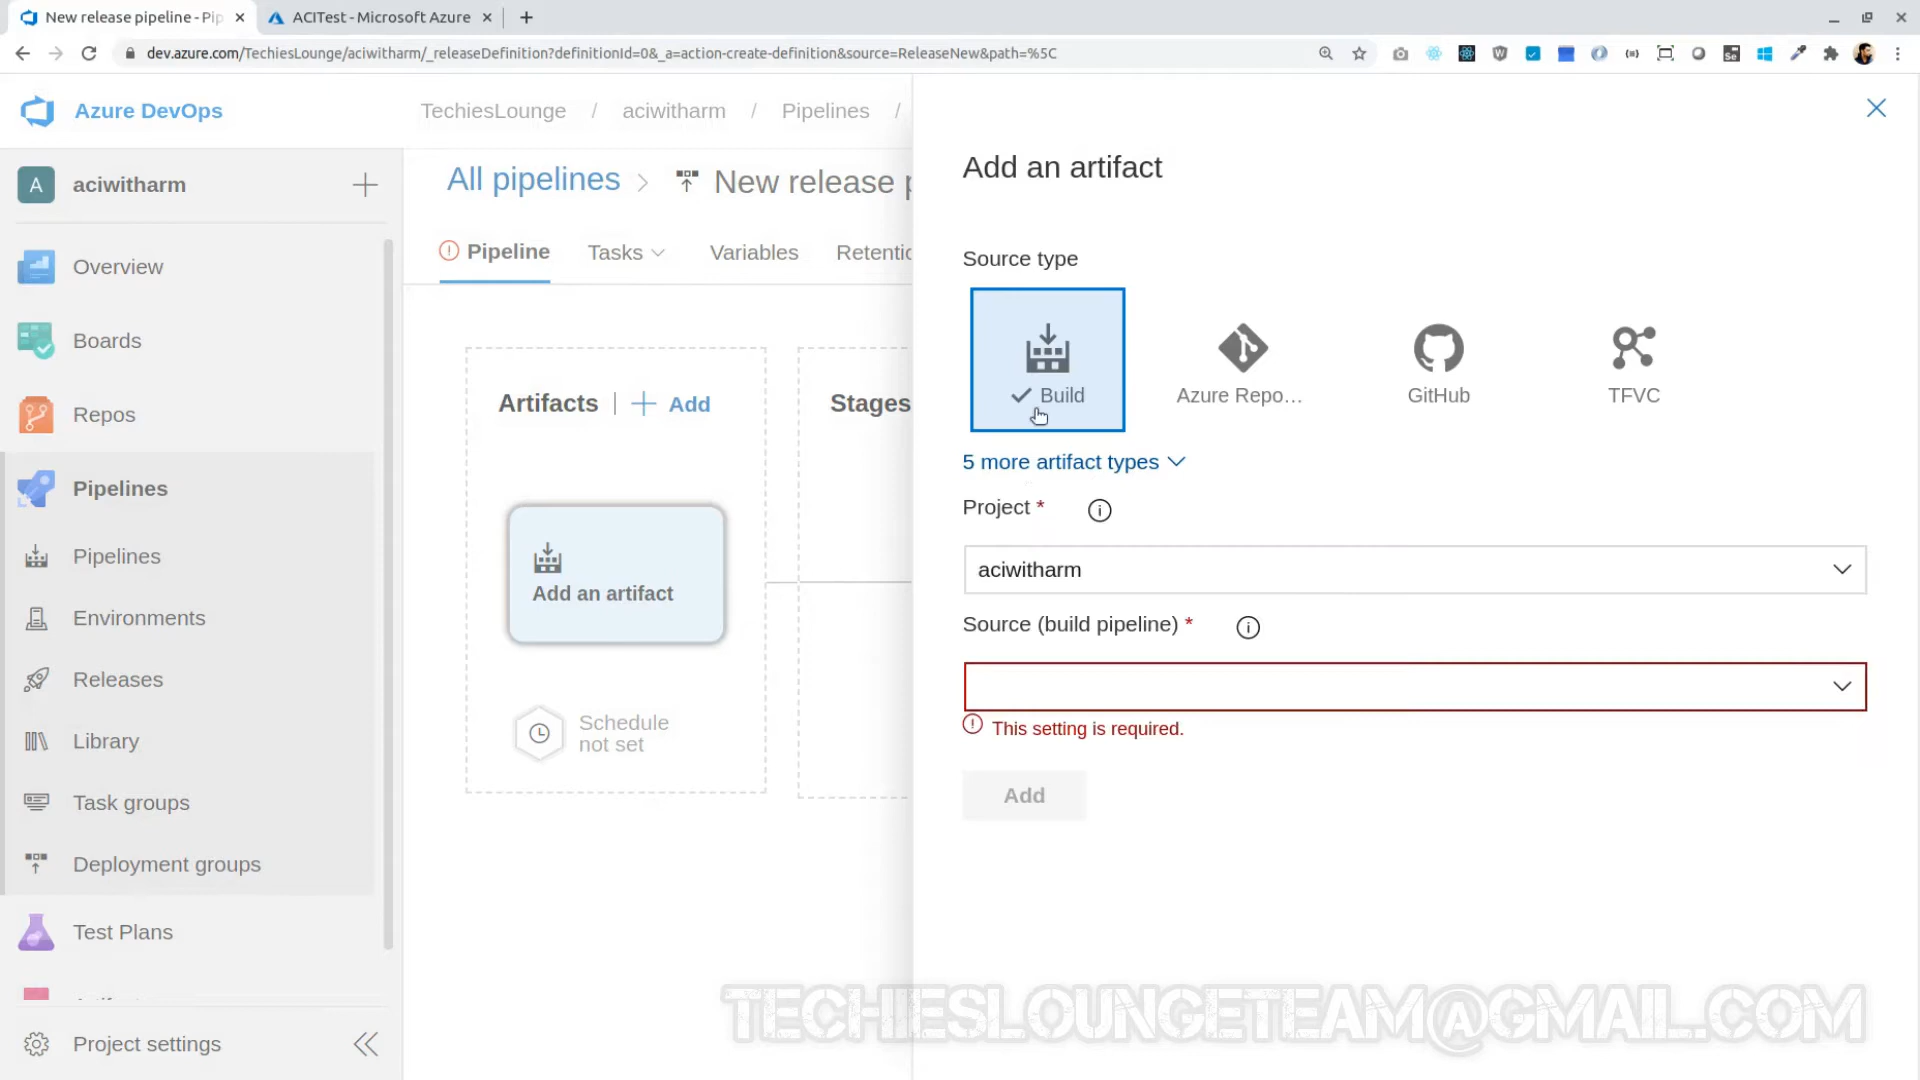 New release pipeline - Pip
ACITest - Microsoft Azure
dev.azure.com/TechiesLounge/aciwitharm/_releaseDefinition?definitionId=0&_a=action-create-definition&source=ReleaseNew&path=%5C
Azure DevOps
TechiesLounge / aciwitharm / Pipelines /
A aciwitharm
Overview
Boards
Repos
Pipelines
Pipelines
Environments
Releases
Library
Task groups
Deployment groups
Test Plans
Project settings
All pipelines > New release p
Pipeline Tasks Variables Retentio
Artifacts | + Add
Stages
Add an artifact
Schedule
not set
Add an artifact
Source type
Build
Azure Repo...
GitHub
TFVC
5 more artifact types
Project *
aciwitharm
Source (build pipeline) *
This setting is required.
Add
TECHIESLOUNGETEAM@GMAIL.COM